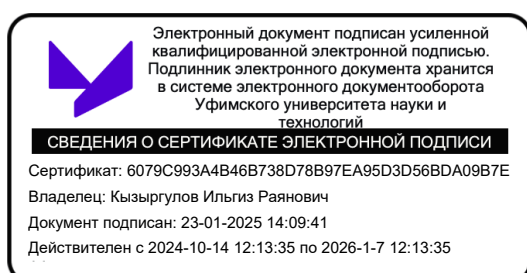 Электронный документ подписан усиленной
квалифицированной электронной подписью.
Подлинник электронного документа хранится
в системе электронного документооборота
Уфимского университета науки и
технологий
СВЕДЕНИЯ О СЕРТИФИКАТЕ ЭЛЕКТРОННОЙ ПОДПИСИ
Сертификат: 6079C993A4B46B738D78B97EA95D3D56BDA09B7E
Владелец: Кызыргулов Ильгиз Раянович
Документ подписан: 23-01-2025 14:09:41
Действителен с 2024-10-14 12:13:35 по 2026-1-7 12:13:35